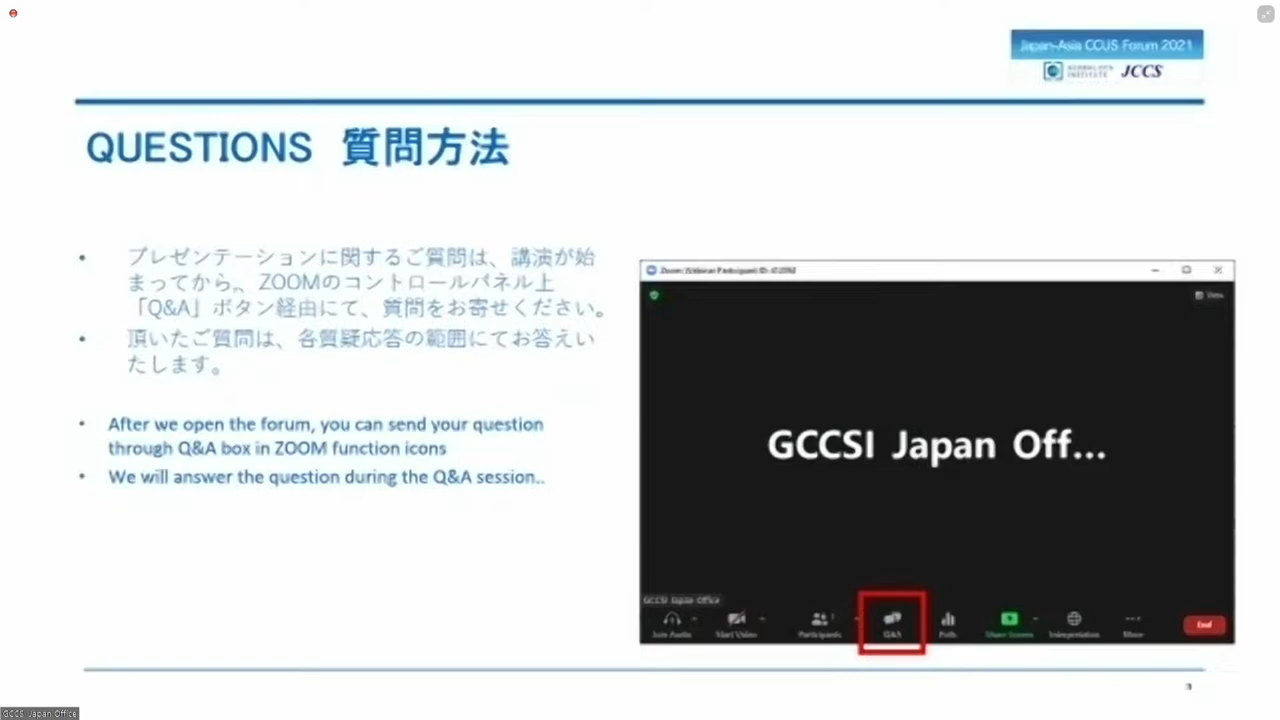 Japan-Asia CCUS Forum 2021
GLOBAL CCS
INSTITUTE
JCCS
QUESTIONS 質問方法
• プレゼンテーションに関するご質問は、講演が始
まってから,、ZOOMのコントロールパネル上
「Q&A」ボタン経由にて、質問をお寄せください。
• 頂いたご質問は、各質疑応答の範囲にてお答えい
たします。
• After we open the forum, you can send your question
through Q&A box in ZOOM function icons
• We will answer the question during the Q&A session..
Zoom Webinar Participant ID:
View
GCCSI Japan Off...
GCCSI Japan Office
Join Audio
Start Video
Participants
Q&A
Polls
Share Screen
Interpretation
More
End
3
GCCSI Japan Office